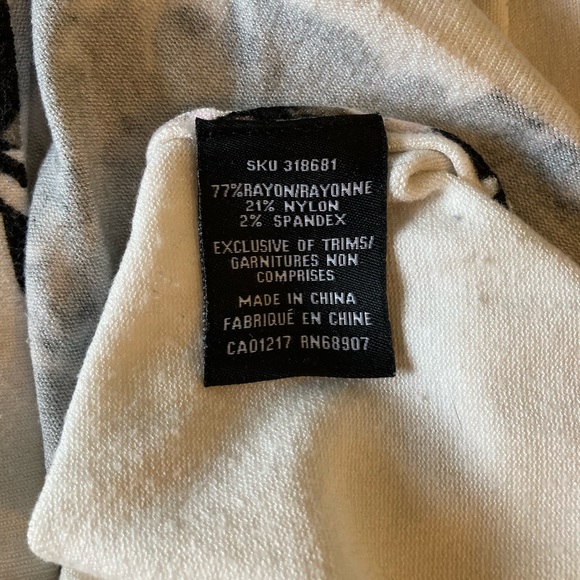 SKU 318681
77%RAYON/RAYONNE
21% NYLON
2% SPANDEX
EXCLUSIVE OF TRIMS/
GARNITURES NON
COMPRISES
MADE IN CHINA
FABRIQUÉ EN CHINE
CA01217 RN68907